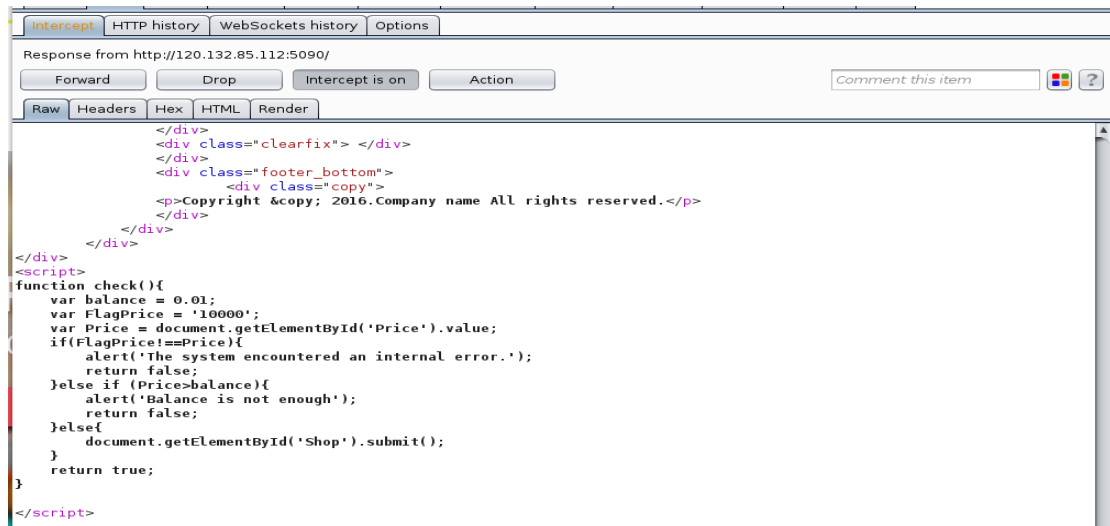 Intercept HTTP history WebSockets history Options
Response from http://120.132.85.112:5090/
Forward Drop Intercept is on Action Comment this item ?
Raw Headers Hex HTML Render
</div>
<div class="clearfix"> </div>
</div>
<div class="footer_bottom">
<div class="copy">
<p>Copyright &copy; 2016.Company name All rights reserved.</p>
</div>
</div>
</div>
</div>
<script>
function check(){
var balance = 0.01;
var FlagPrice = '10000';
var Price = document.getElementById('Price').value;
if(FlagPrice!==Price){
alert('The system encountered an internal error.');
return false;
}else if (Price>balance){
alert('Balance is not enough');
return false;
}else{
document.getElementById('Shop').submit();
}
return true;
}
</script>